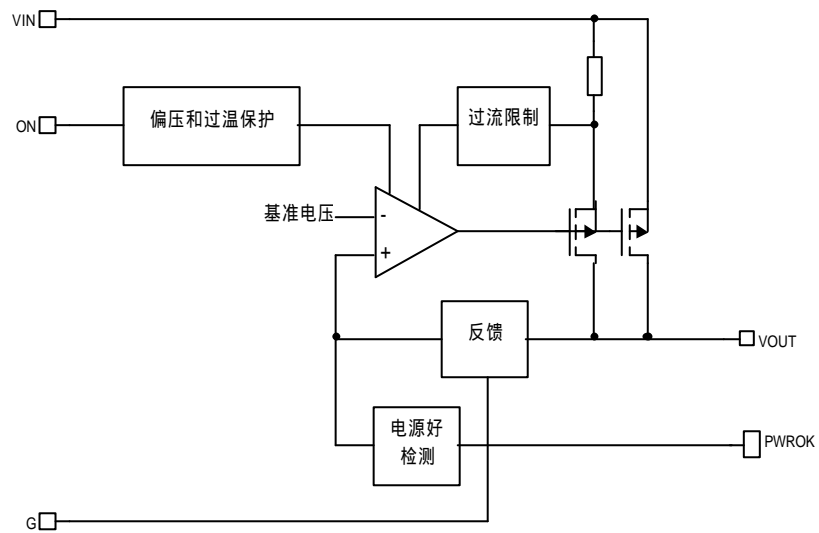 VIN
ON
偏压和过温保护
过流限制
基准电压
-
+
反馈
VOUT
电源好
检测
PWROK
G